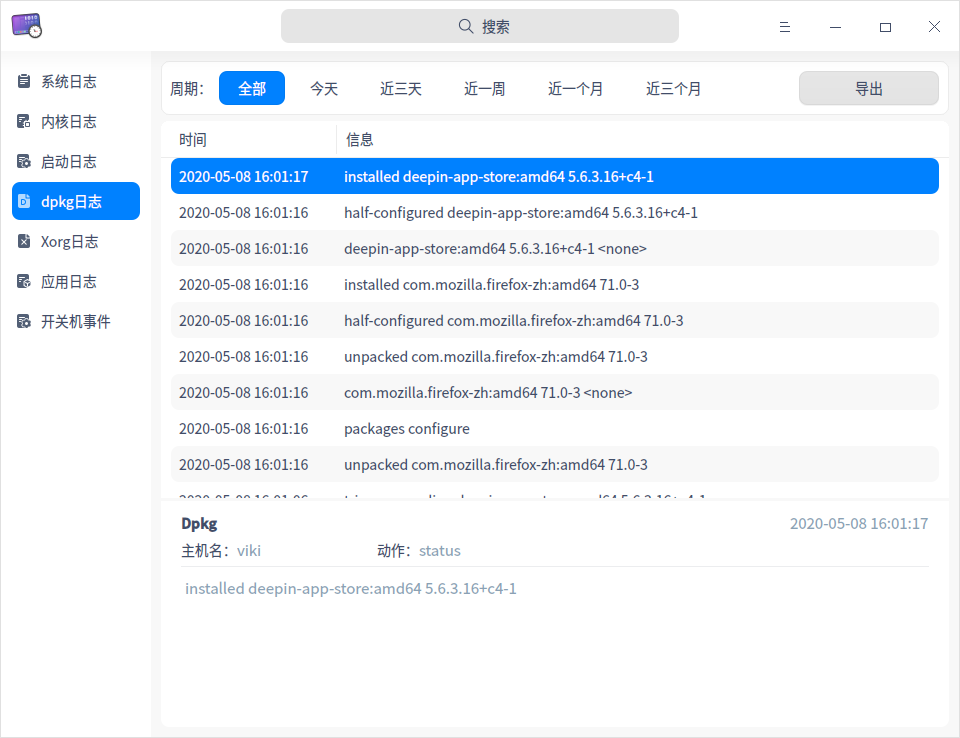 搜索
系统日志
内核日志
启动日志
dpkg日志
Xorg日志
应用日志
开关机事件
周期： 全部 今天 近三天 近一周 近一个月 近三个月 导出
时间 信息
2020-05-08 16:01:17 installed deepin-app-store:amd64 5.6.3.16+c4-1
2020-05-08 16:01:16 half-configured deepin-app-store:amd64 5.6.3.16+c4-1
2020-05-08 16:01:16 deepin-app-store:amd64 5.6.3.16+c4-1 <none>
2020-05-08 16:01:16 installed com.mozilla.firefox-zh:amd64 71.0-3
2020-05-08 16:01:16 half-configured com.mozilla.firefox-zh:amd64 71.0-3
2020-05-08 16:01:16 unpacked com.mozilla.firefox-zh:amd64 71.0-3
2020-05-08 16:01:16 com.mozilla.firefox-zh:amd64 71.0-3 <none>
2020-05-08 16:01:16 packages configure
2020-05-08 16:01:16 unpacked com.mozilla.firefox-zh:amd64 71.0-3
Dpkg 2020-05-08 16:01:17
主机名： viki 动作： status
installed deepin-app-store:amd64 5.6.3.16+c4-1